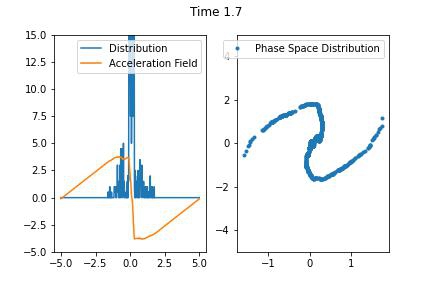 Time 1.7
Distribution
Acceleration Field
15.0
12.5
10.0
7.5
5.0
2.5
0.0
−2.5
−5.0
−5.0 −2.5 0.0 2.5 5.0
Phase Space Distribution
4
2
0
−2
−4
−1 0 1